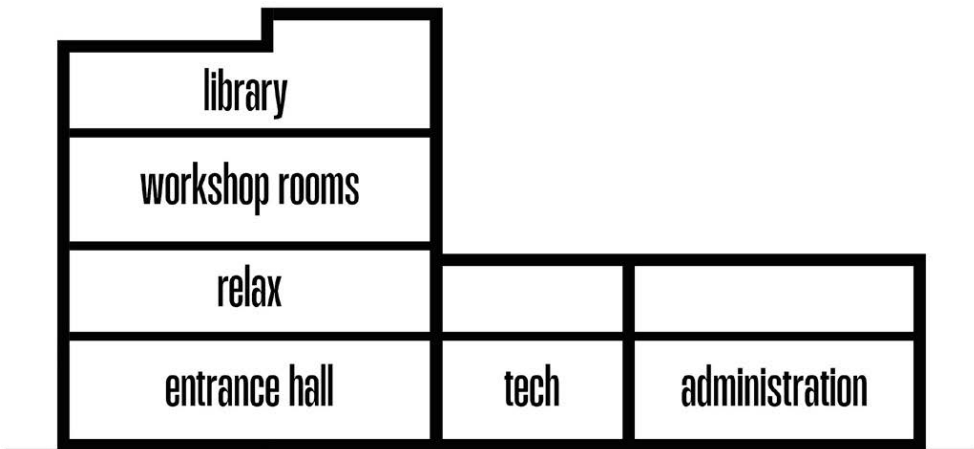 library
workshop rooms
relax
entrance hall
tech
administration